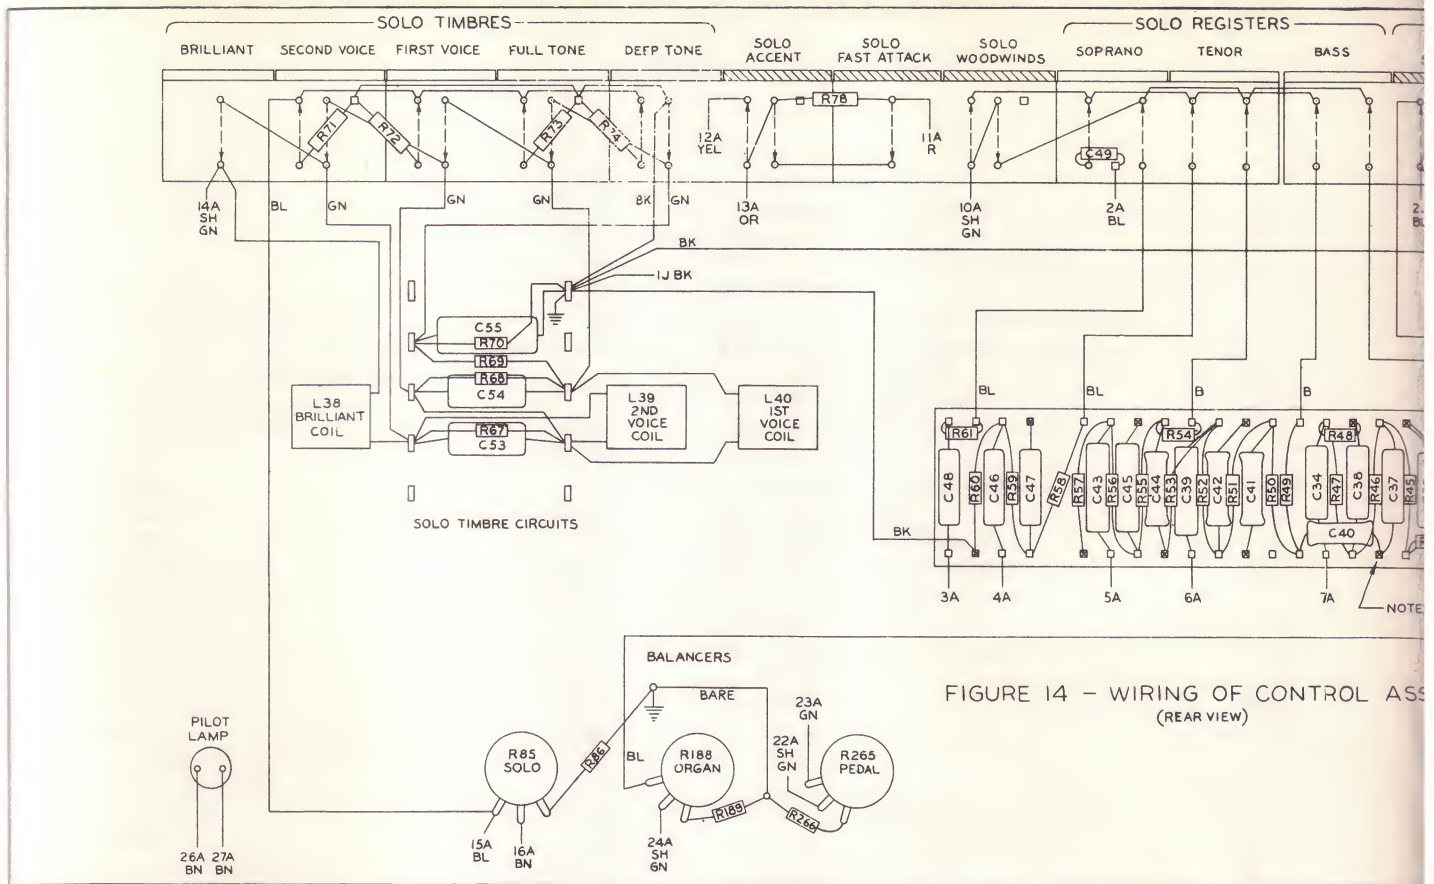 SOLO TIMBRES
SOLO REGISTERS
BRILLIANT
SECOND VOICE
FIRST VOICE
FULL TONE
DEEP TONE
SOLO
ACCENT
SOLO
FAST ATTACK
SOLO
WOODWINDS
SOPRANO
TENOR
BASS
R71
R72
R73
R74
R78
C49
12A
YEL
11A
R
14A
SH
GN
BL
GN
GN
GN
BK
GN
13A
OR
10A
SH
GN
2A
BL
BK
1J BK
C55
R70
R69
R68
C54
R67
C53
L38
BRILLIANT
COIL
L39
2ND
VOICE
COIL
L40
1ST
VOICE
COIL
SOLO TIMBRE CIRCUITS
BL
BL
B
B
R61
R54
R48
C48
R60
C46
R59
C47
R58
R57
C43
R56
C45
R55
C44
R53
C39
R52
C42
R51
C41
R50
R49
C34
R47
C38
R46
C37
R45
C40
BK
3A
4A
5A
6A
7A
NOTE
BALANCERS
BARE
FIGURE 14 - WIRING OF CONTROL ASS
(REAR VIEW)
PILOT
LAMP
26A
BN
27A
BN
R85
SOLO
R86
15A
BL
16A
BN
BL
R188
ORGAN
R189
24A
SH
GN
23A
GN
22A
SH
GN
R265
PEDAL
R266